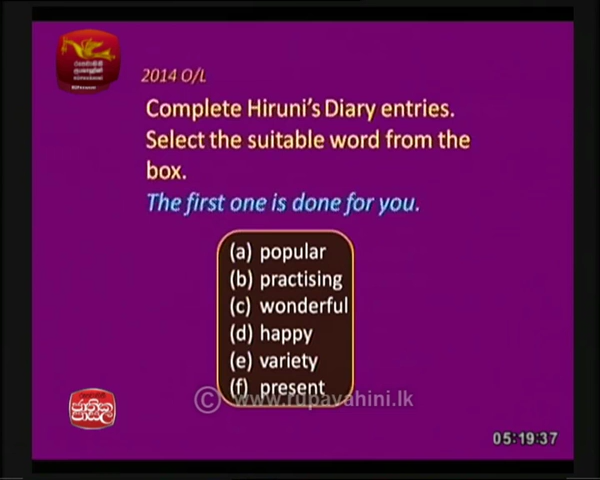 2014 O/L
Complete Hiruni's Diary entries.
Select the suitable word from the
box.
The first one is done for you.
(a) popular
(b) practising
(c) wonderful
(d) happy
(e) variety
(f) present
© www.rupavahini.lk
05:19:37